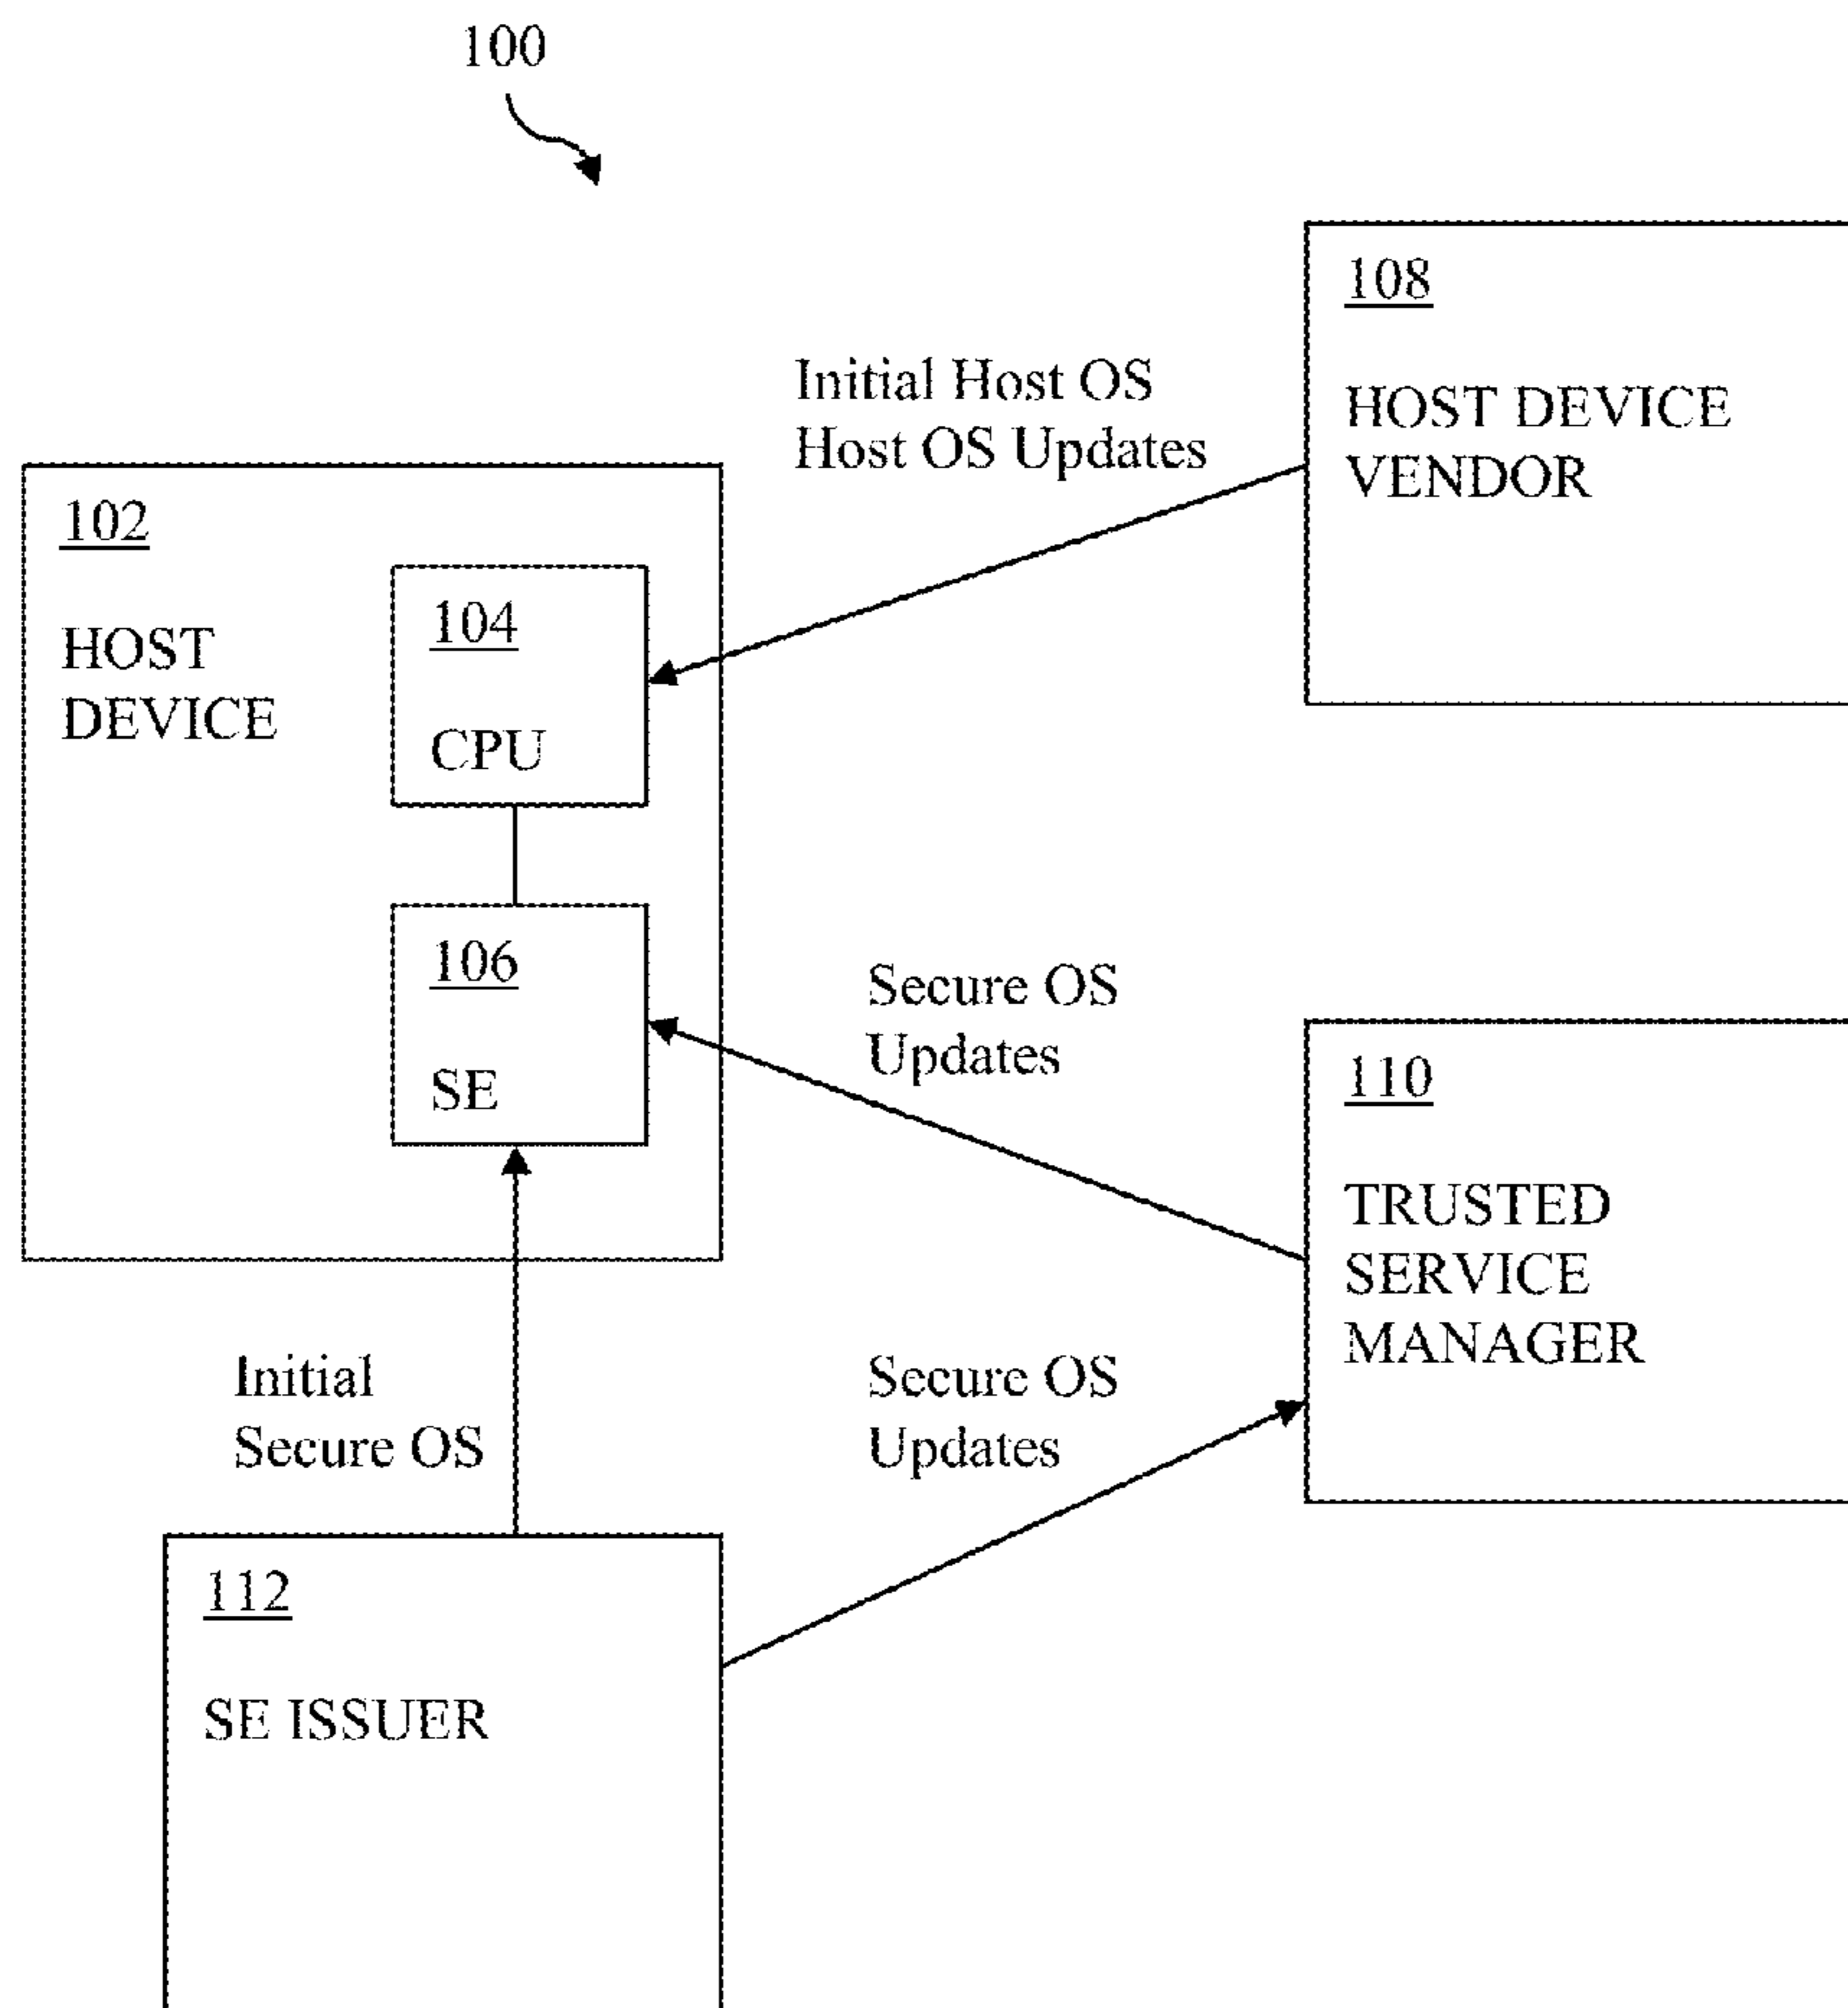 100
108
HOST DEVICE
VENDOR
Initial Host OS
Host OS Updates
102
HOST
DEVICE
104
CPU
106
SE
Secure OS
Updates
110
TRUSTED
SERVICE
MANAGER
Initial
Secure OS
Secure OS
Updates
112
SE ISSUER